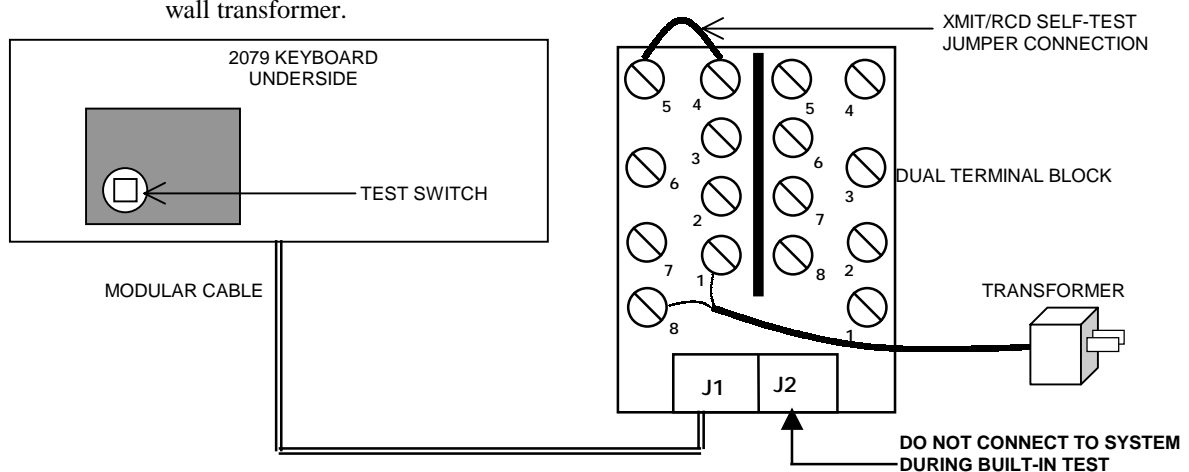 wall transformer.
2079 KEYBOARD
UNDERSIDE
TEST SWITCH
MODULAR CABLE
XMIT/RCD SELF-TEST
JUMPER CONNECTION
5
4
5
4
3
6
6
3
DUAL TERMINAL BLOCK
2
7
7
1
8
2
8
1
TRANSFORMER
J1
J2
DO NOT CONNECT TO SYSTEM
DURING BUILT-IN TEST